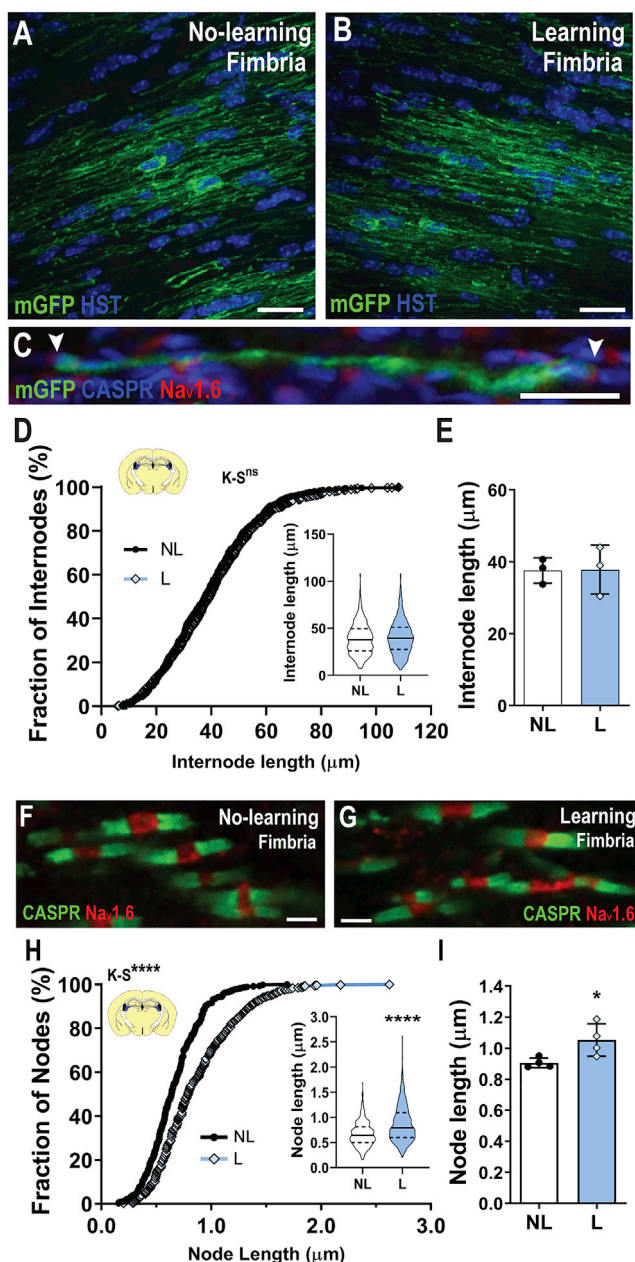 A
No-learning
Fimbria
mGFP HST
B
Learning
Fimbria
mGFP HST
C
mGFP CASPR Nav1.6
D
K-S ns
Fraction of Internodes (%)
100
80
60
40
20
0
NL
L
0 20 40 60 80 100 120
Internode length (μm)
Internode length (μm)
150
100
50
0
NL L
E
Internode length (μm)
60
40
20
0
NL L
F
No-learning
Fimbria
CASPR Nav1.6
G
Learning
Fimbria
CASPR Nav1.6
H
K-S****
Fraction of Nodes (%)
100
80
60
40
20
0
NL
L
0.0 1.0 2.0 3.0
Node Length (μm)
Node length (μm)
3.0
2.5
2.0
1.5
1.0
0.5
0.0
****
NL L
I
Node length (μm)
1.4
1.2
1.0
0.8
0.6
0.4
0.2
0.0
*
NL L